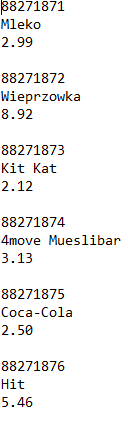 88271871
Mleko
2.99

88271872
Wieprzowka
8.92

88271873
Kit Kat
2.12

88271874
4move Mueslibar
3.13

88271875
Coca-Cola
2.50

88271876
Hit
5.46